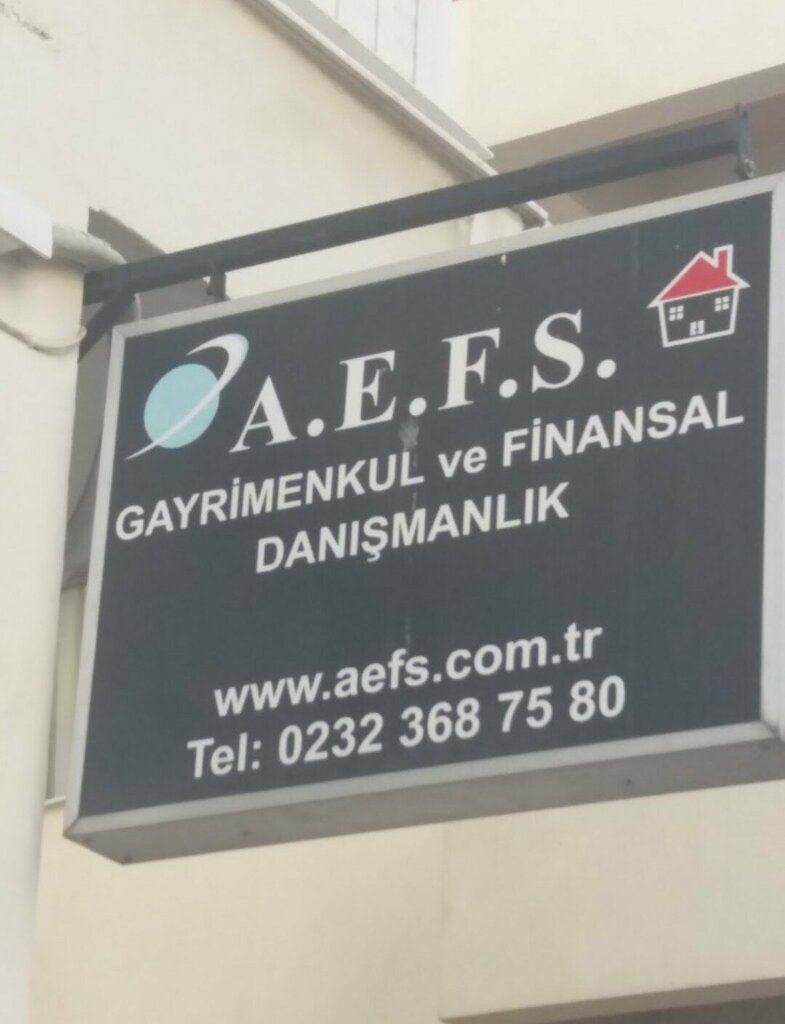 A.E.F.S.
GAYRİMENKUL ve FİNANSAL
DANIŞMANLIK
www.aefs.com.tr
Tel: 0232 368 75 80